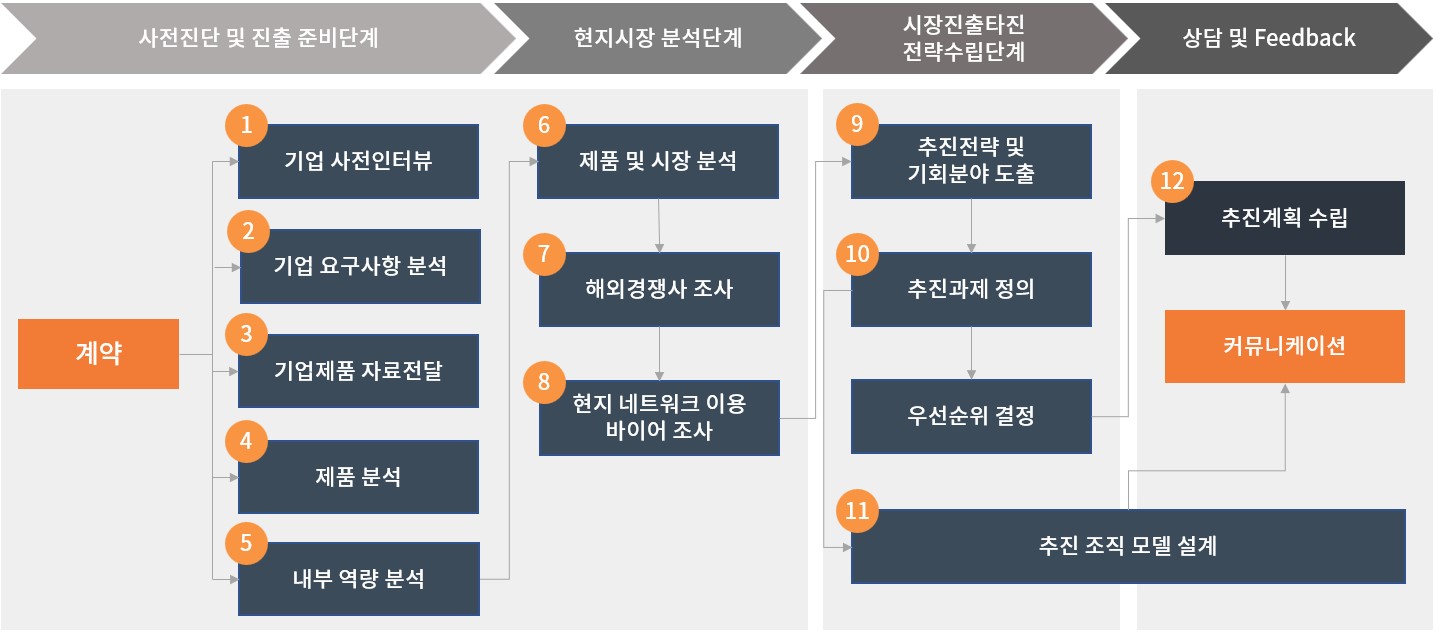 사전진단 및 진출 준비단계
현지시장 분석단계
시장진출타진
전략수립단계
상담 및 Feedback
계약
1
기업 사전인터뷰
2
기업 요구사항 분석
3
기업제품 자료전달
4
제품 분석
5
내부 역량 분석
6
제품 및 시장 분석
7
해외경쟁사 조사
8
현지 네트워크 이용
바이어 조사
9
추진전략 및
기회분야 도출
10
추진과제 정의
우선순위 결정
11
추진 조직 모델 설계
12
추진계획 수립
커뮤니케이션